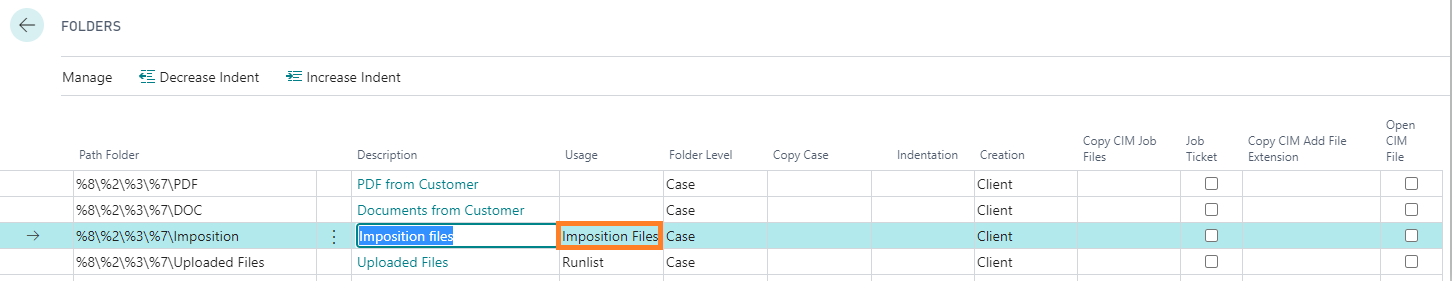 FOLDERS
Manage Decrease Indent Increase Indent
Path Folder Description Usage Folder Level Copy Case Indentation Creation Copy CIM Job Files Job Ticket Copy CIM Add File Extension Open CIM File
%8\%2\%3\%7\PDF PDF from Customer Case Client
%8\%2\%3\%7\DOC Documents from Customer Case Client
%8\%2\%3\%7\Imposition Imposition files Imposition Files Case Client
%8\%2\%3\%7\Uploaded Files Uploaded Files Runlist Case Client